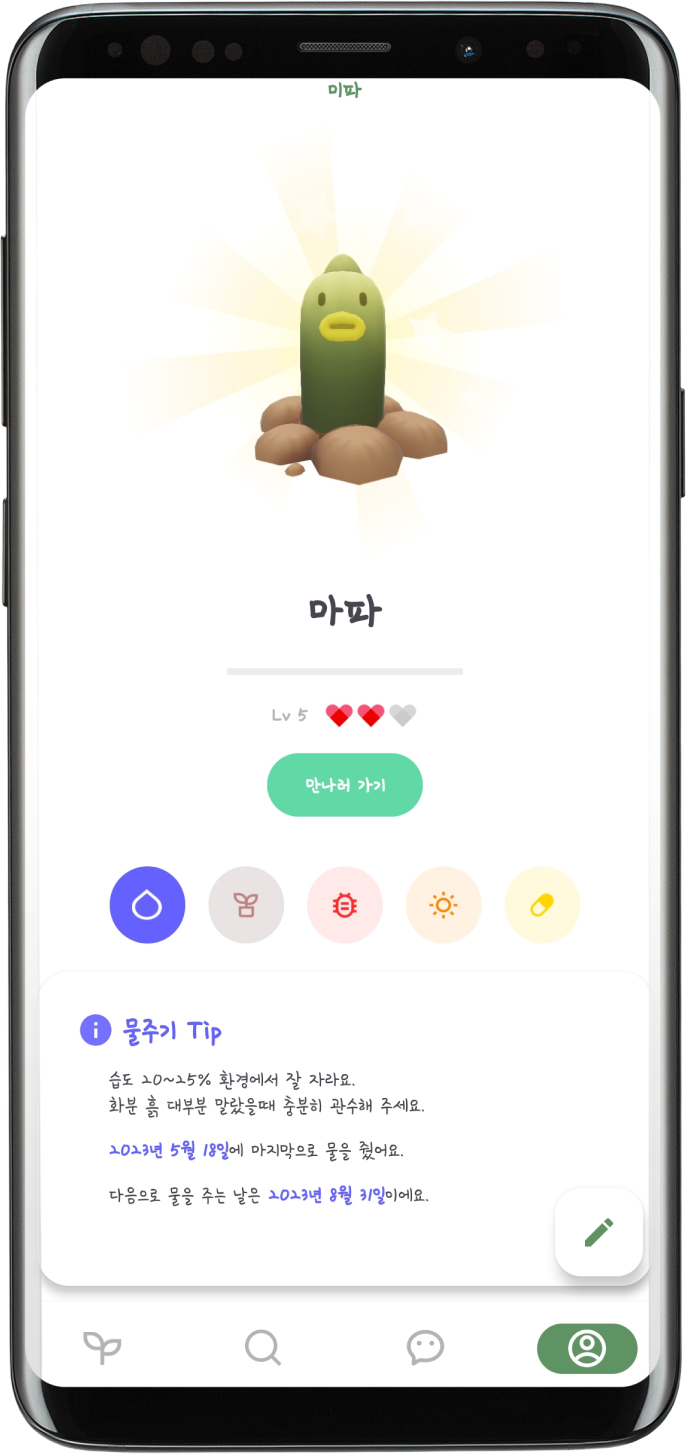 미파
마파
Lv 5
만나러 가기
물주기 Tip
습도 20~25% 환경에서 잘 자라요.
화분 흙 대부분 말랐을때 충분히 관수해 주세요.
2023년 5월 18일에 마지막으로 물을 줬어요.
다음으로 물을 주는 날은 2023년 8월 31일이에요.